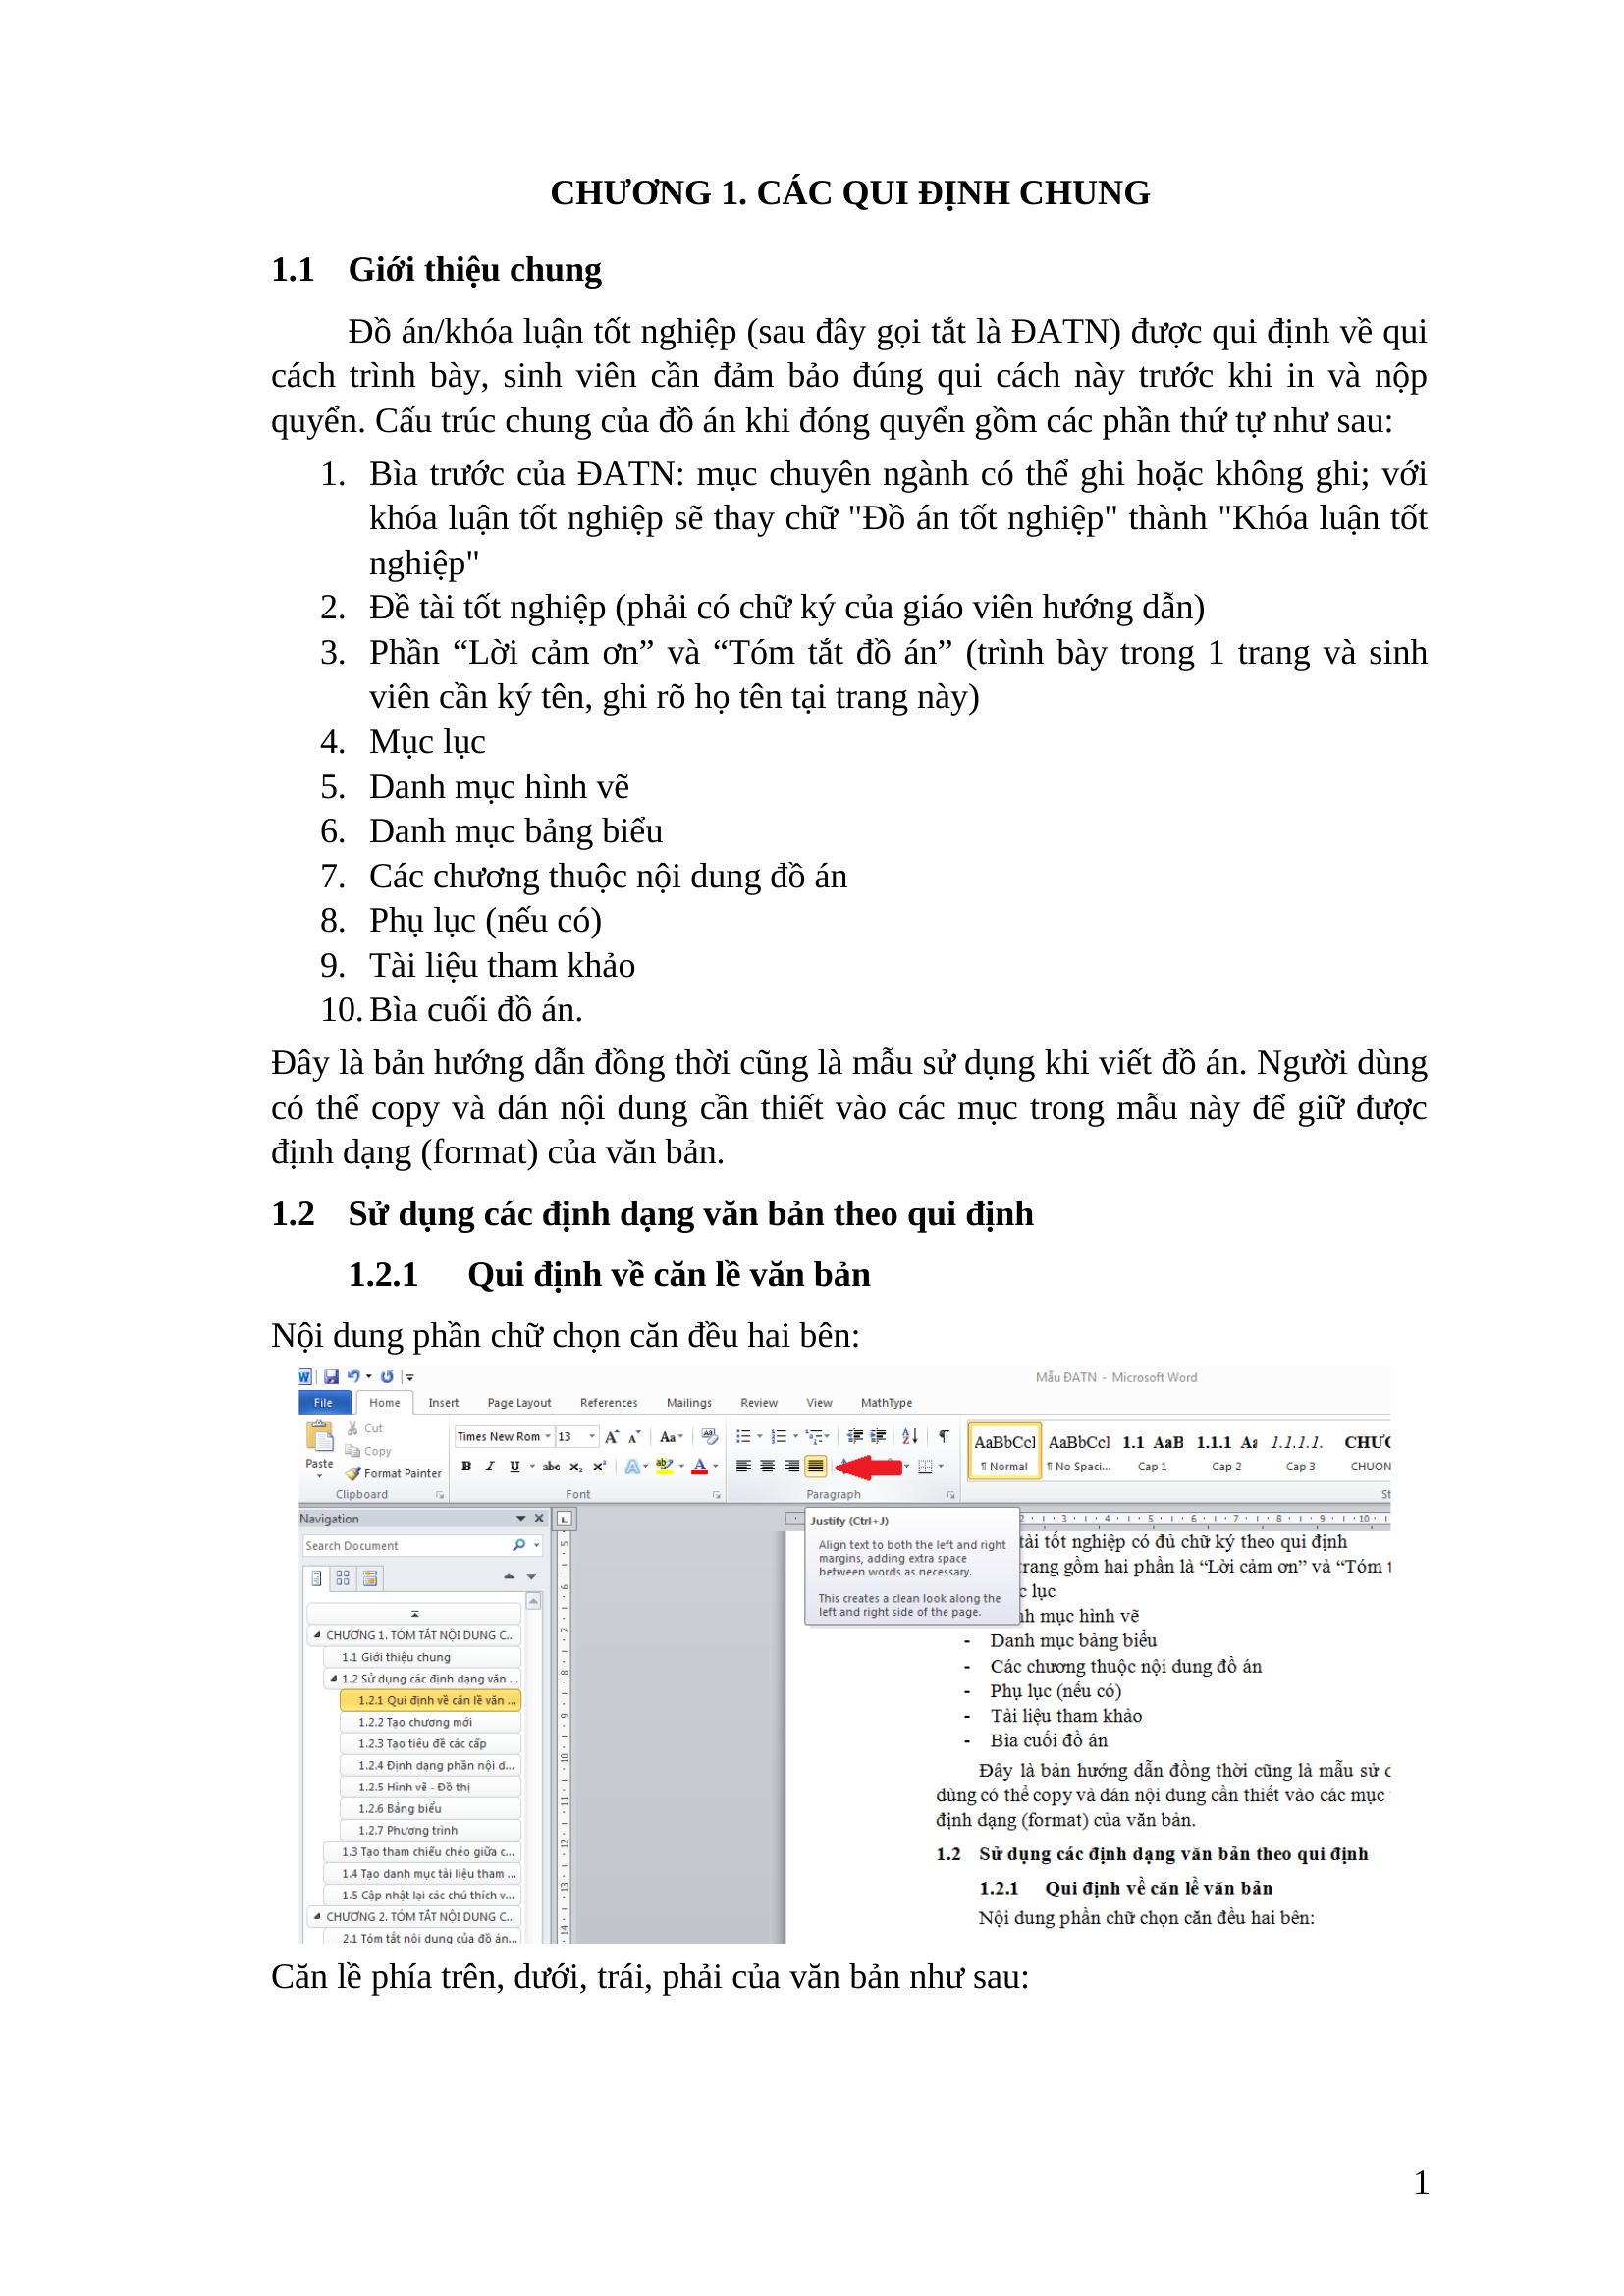 CHƯƠNG 1. CÁC QUI ĐỊNH CHUNG
1.1 Giới thiệu chung
Đồ án/khóa luận tốt nghiệp (sau đây gọi tắt là ĐATN) được qui định về qui
cách trình bày, sinh viên cần đảm bảo đúng qui cách này trước khi in và nộp
quyển. Cấu trúc chung của đồ án khi đóng quyển gồm các phần thứ tự như sau:
1. Bìa trước của ĐATN: mục chuyên ngành có thể ghi hoặc không ghi; với
khóa luận tốt nghiệp sẽ thay chữ "Đồ án tốt nghiệp" thành "Khóa luận tốt
nghiệp"
2. Đề tài tốt nghiệp (phải có chữ ký của giáo viên hướng dẫn)
3. Phần “Lời cảm ơn” và “Tóm tắt đồ án” (trình bày trong 1 trang và sinh
viên cần ký tên, ghi rõ họ tên tại trang này)
4. Mục lục
5. Danh mục hình vẽ
6. Danh mục bảng biểu
7. Các chương thuộc nội dung đồ án
8. Phụ lục (nếu có)
9. Tài liệu tham khảo
10. Bìa cuối đồ án.
Đây là bản hướng dẫn đồng thời cũng là mẫu sử dụng khi viết đồ án. Người dùng
có thể copy và dán nội dung cần thiết vào các mục trong mẫu này để giữ được
định dạng (format) của văn bản.
1.2 Sử dụng các định dạng văn bản theo qui định
1.2.1 Qui định về căn lề văn bản
Nội dung phần chữ chọn căn đều hai bên:
Mẫu ĐATN - Microsoft Word
File Home Insert Page Layout References Mailings Review View MathType
Cut
Copy
Format Painter
Paste
Clipboard
Times New Rom 13
Font
Paragraph
AaBbCcI AaBbCcI 1.1 AaB 1.1.1 Aa 1.1.1.1. CHƯƠ
¶ Normal ¶ No Spaci... Cap 1 Cap 2 Cap 3 CHUON
St
Navigation
Search Document
CHƯƠNG 1. TÓM TẮT NỘI DUNG C...
1.1 Giới thiệu chung
1.2 Sử dụng các định dạng văn ...
1.2.1 Qui định về căn lề văn ...
1.2.2 Tạo chương mới
1.2.3 Tạo tiêu đề các cấp
1.2.4 Định dạng phần nội d...
1.2.5 Hình vẽ - Đồ thị
1.2.6 Bảng biểu
1.2.7 Phương trình
1.3 Tạo tham chiếu chéo giữa c...
1.4 Tạo danh mục tài liệu tham ...
1.5 Cập nhật lại các chú thích v...
CHƯƠNG 2. TÓM TẮT NỘI DUNG C...
2.1 Tóm tắt nội dung của đồ án...
Justify (Ctrl+J)
Align text to both the left and right
margins, adding extra space
between words as necessary.
This creates a clean look along the
left and right side of the page.
tài tốt nghiệp có đủ chữ ký theo qui định
trang gồm hai phần là “Lời cảm ơn” và “Tóm t
c lục
nh mục hình vẽ
- Danh mục bảng biểu
- Các chương thuộc nội dung đồ án
- Phụ lục (nếu có)
- Tài liệu tham khảo
- Bìa cuối đồ án
Đây là bản hướng dẫn đồng thời cũng là mẫu sử d
dùng có thể copy và dán nội dung cần thiết vào các mục
định dạng (format) của văn bản.
1.2 Sử dụng các định dạng văn bản theo qui định
1.2.1 Qui định về căn lề văn bản
Nội dung phần chữ chọn căn đều hai bên:
Căn lề phía trên, dưới, trái, phải của văn bản như sau:
1